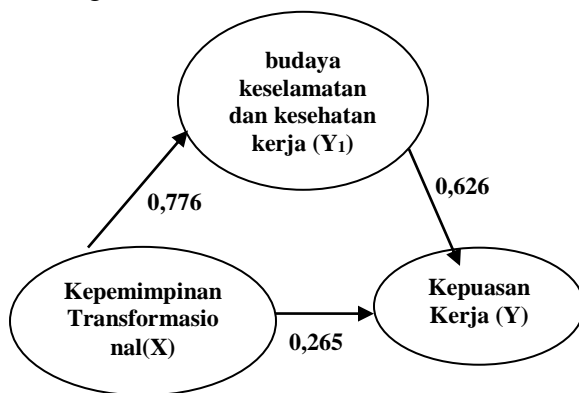 budaya
keselamatan
dan kesehatan
kerja (Y1)
0,776
0,626
Kepemimpinan
Transformasio
nal(X)
0,265
Kepuasan
Kerja (Y)